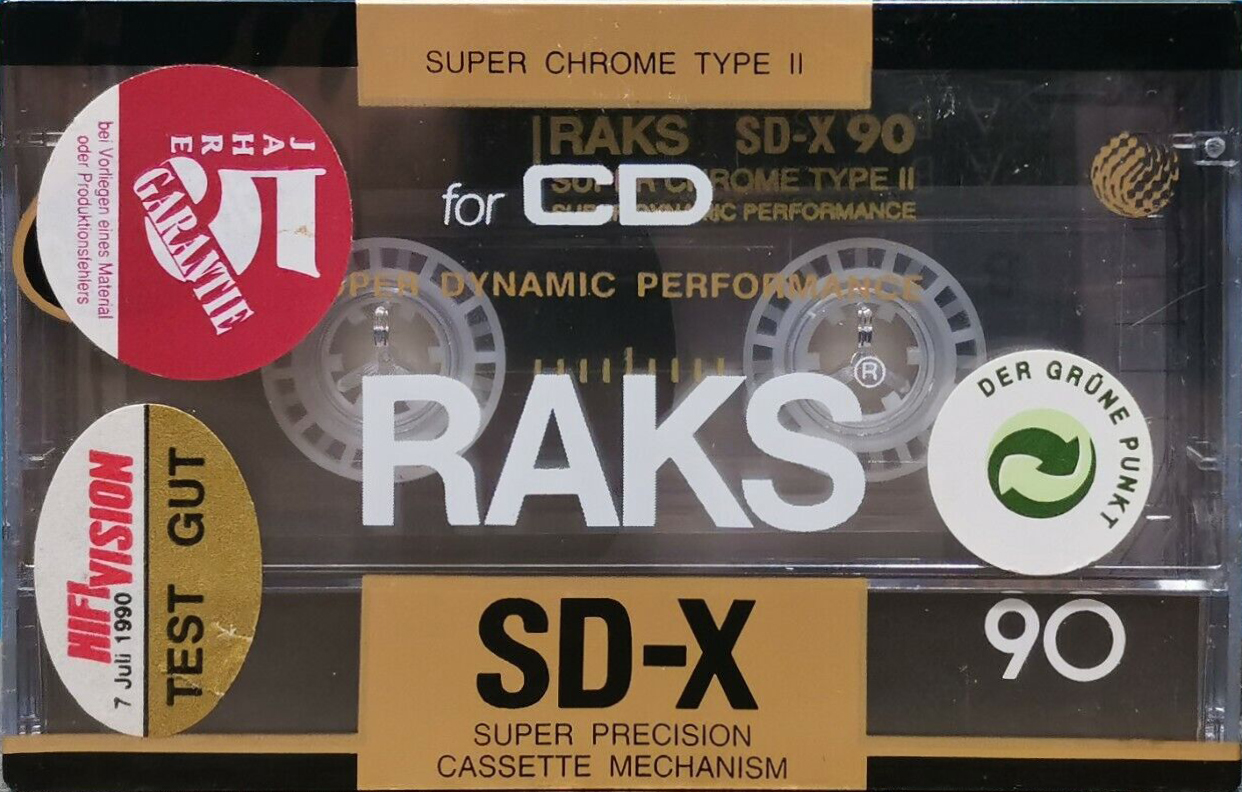 SUPER CHROME TYPE II
RAKS SD-X 90
SUPER CHROME TYPE II
SUPER DYNAMIC PERFORMANCE
for CD
SUPER DYNAMIC PERFORMANCE
RAKS®
SD-X
SUPER PRECISION
CASSETTE MECHANISM
90
5
JAHRE
GARANTIE
bei Vorliegen eines Material
oder Produktionsfehlers
HIFI VISION
7 Juli 1990
TEST GUT
DER GRÜNE PUNKT